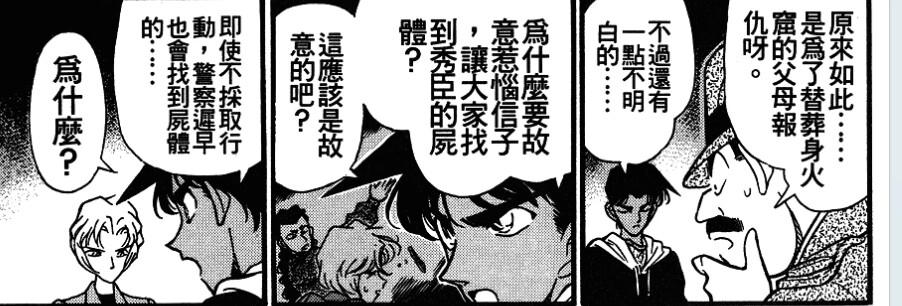 原來如此……
是為了替葬身火
窟的父母報
仇呀。
不過還有
一點不明
白的……
為什麼要故
意惹惱信子
，讓大家找
到秀臣的屍
體？
這應該是故
意的吧？
即使不採取行
動，警察遲早
也會找到屍體
的……
為什麼？